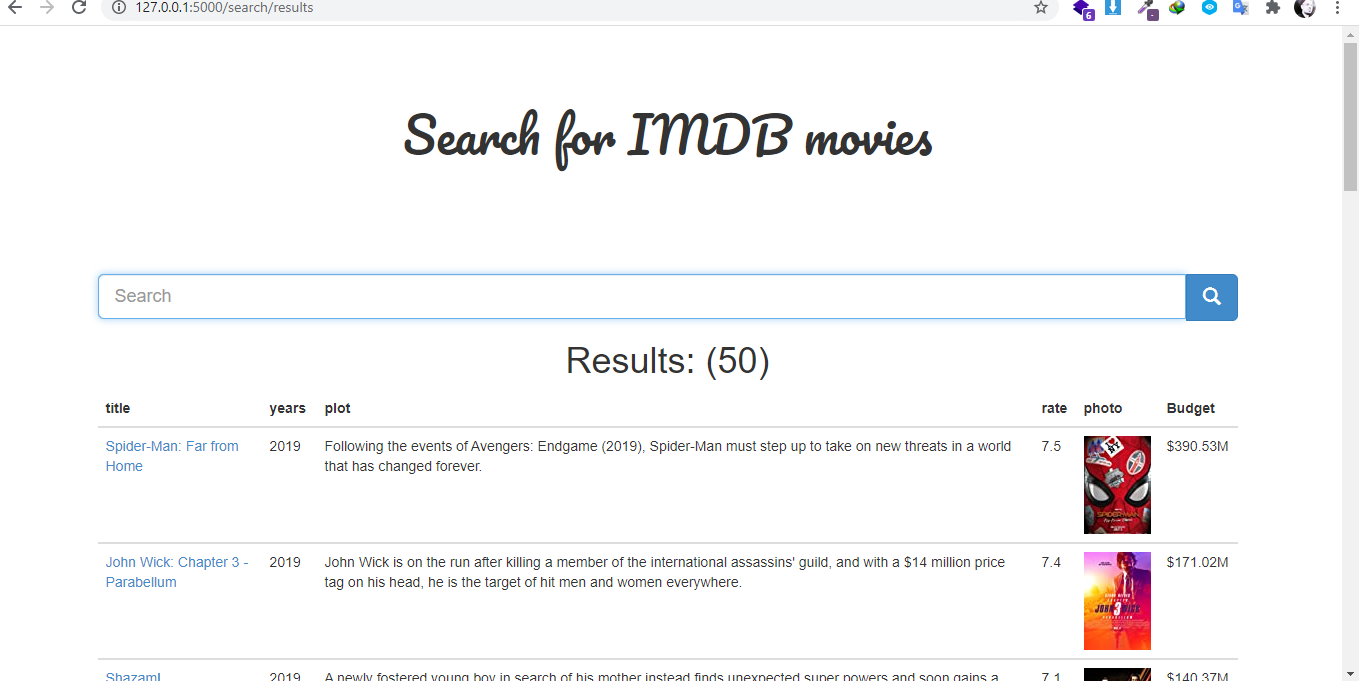 127.0.0.1:5000/search/results
6
Search for IMDB movies
Search
Results: (50)
title years plot rate photo Budget
Spider-Man: Far from Home 2019 Following the events of Avengers: Endgame (2019), Spider-Man must step up to take on new threats in a world that has changed forever. 7.5 $390.53M
SPIDER-MAN
John Wick: Chapter 3 - Parabellum 2019 John Wick is on the run after killing a member of the international assassins' guild, and with a $14 million price tag on his head, he is the target of hit men and women everywhere. 7.4 $171.02M
JOHN WICK
3
Shazam! 2019 A newly fostered young boy in search of his mother instead finds unexpected super powers and soon gains a 7.1 $140.37M